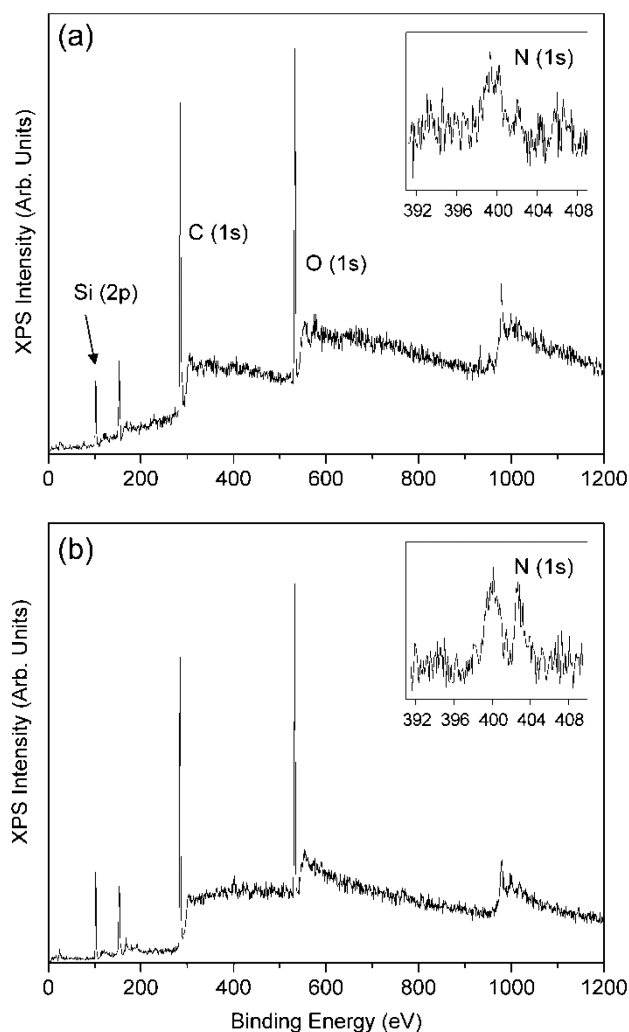 (a)
N (1s)
392 396 400 404 408
C (1s)
O (1s)
Si (2p)
XPS Intensity (Arb. Units)
0 200 400 600 800 1000 1200
(b)
N (1s)
392 396 400 404 408
XPS Intensity (Arb. Units)
0 200 400 600 800 1000 1200
Binding Energy (eV)